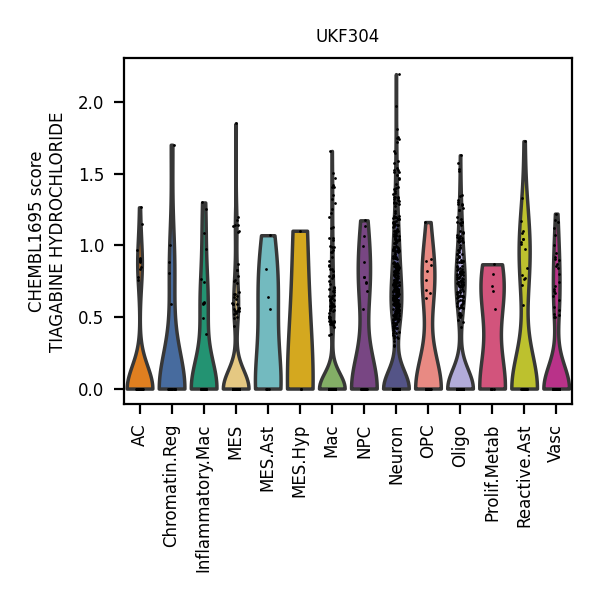 UKF304
CHEMBL1695 score
TIAGABINE HYDROCHLORIDE
2.0
1.5
1.0
0.5
0.0
AC
Chromatin.Reg
Inflammatory.Mac
MES
MES.Ast
MES.Hyp
Mac
NPC
Neuron
OPC
Oligo
Prolif.Metab
Reactive.Ast
Vasc